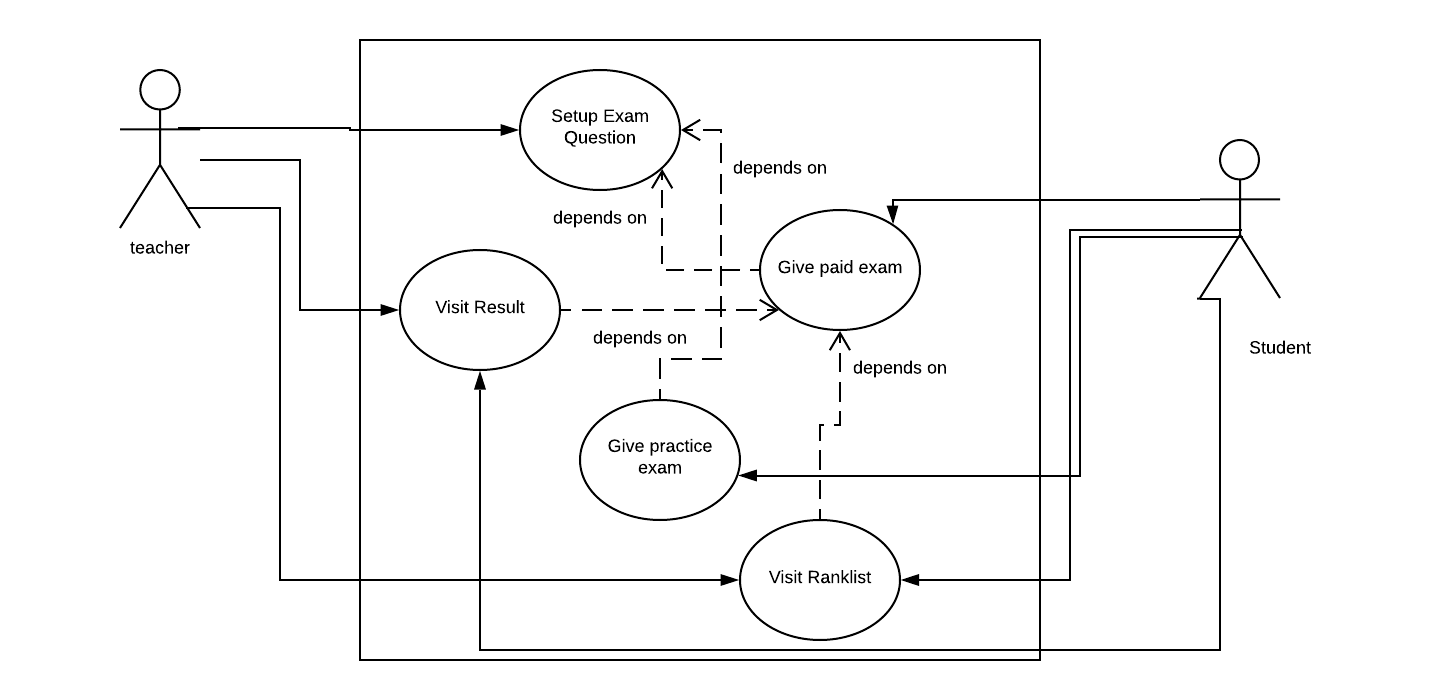 Setup Exam
Question
depends on
depends on
teacher
Give paid exam
Visit Result
depends on
Student
depends on
Give practice
exam
Visit Ranklist